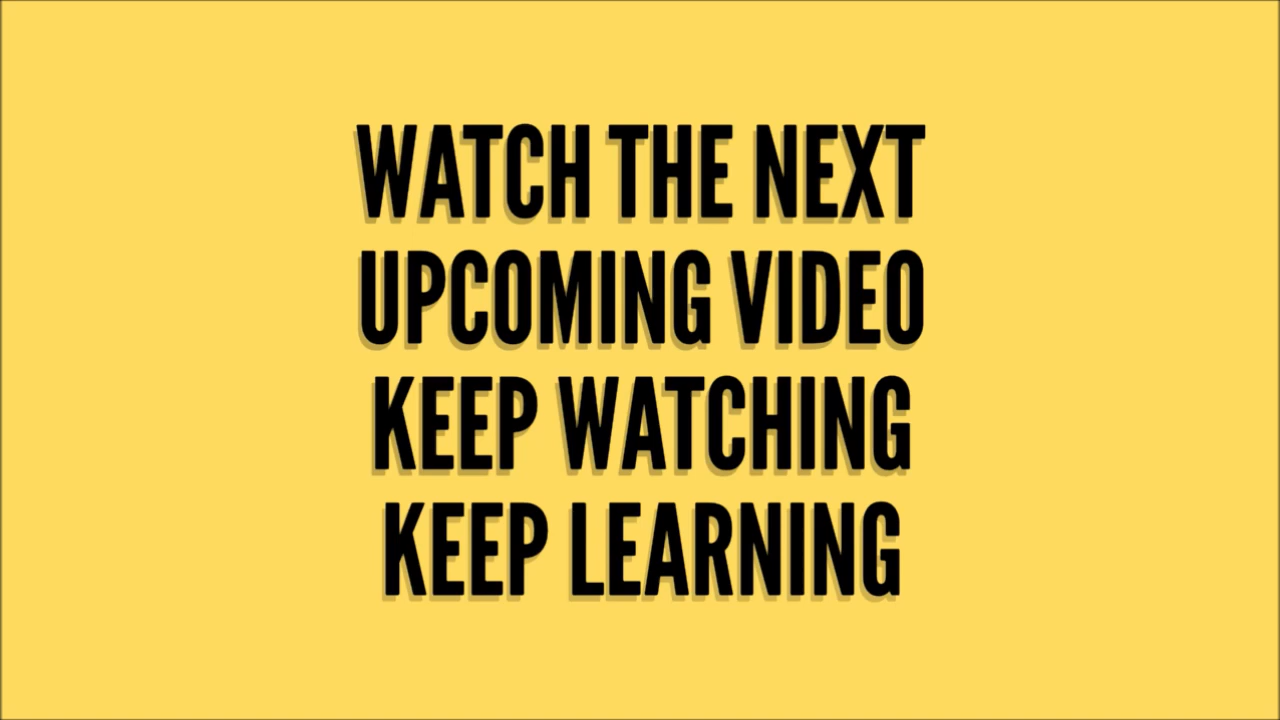 WATCH THE NEXT
UPCOMING VIDEO
KEEP WATCHING
KEEP LEARNING